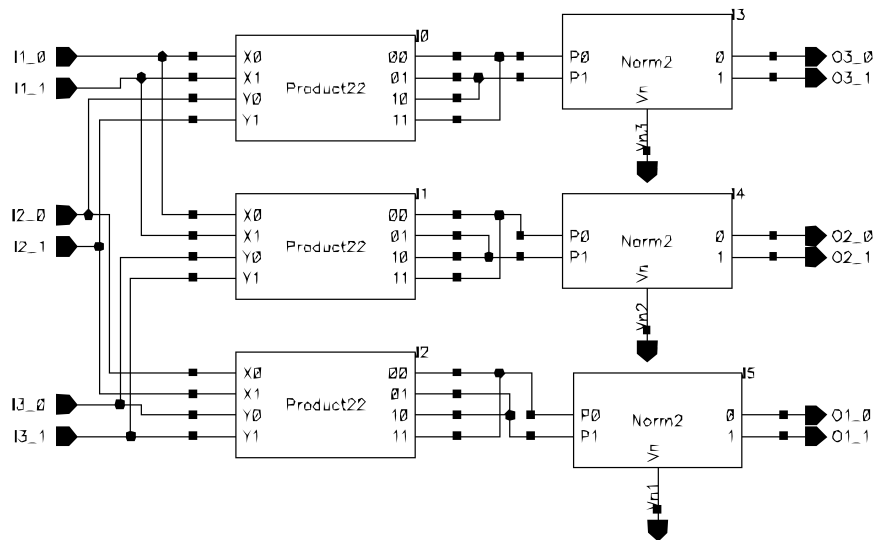 I0
I3
I1_0
X0
00
P0
0
O3_0
I1_1
X1
01
P1
Norm2
1
O3_1
Product22
Y0
10
Vn
Y1
11
Vn3
I1
I4
I2_0
X0
00
I2_1
X1
01
P0
0
O2_0
Product22
Y0
10
P1
Norm2
1
O2_1
Y1
11
Vn
Vn2
I2
I5
X0
00
X1
01
I3_0
Product22
Y0
10
P0
0
O1_0
I3_1
Y1
11
P1
Norm2
1
O1_1
Vn
Vn1